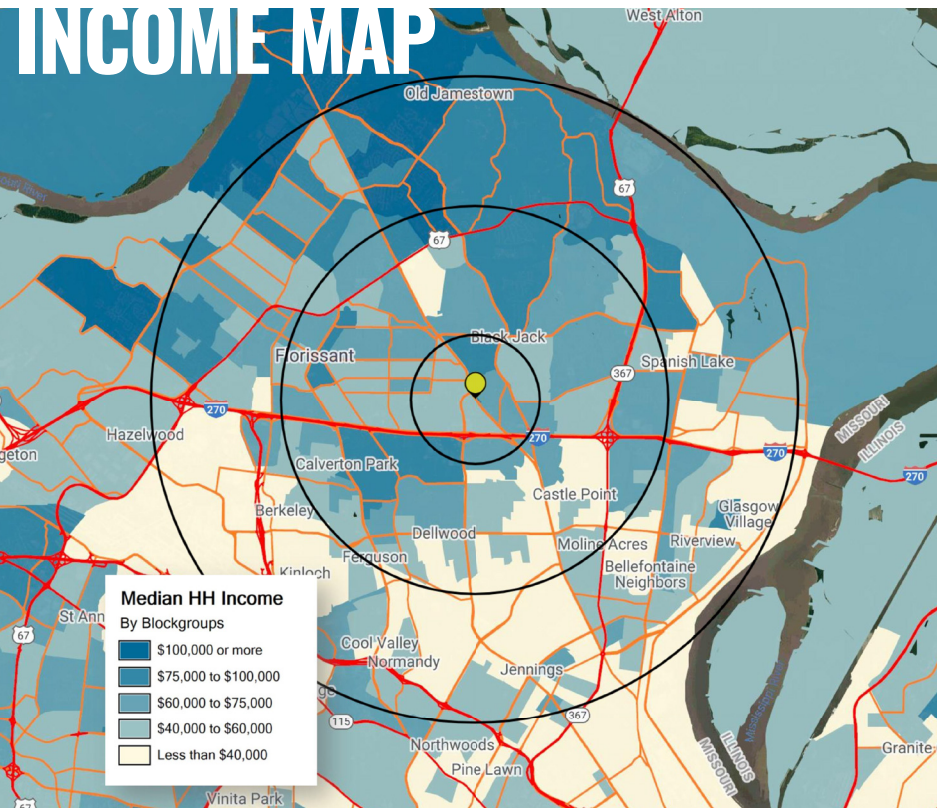 INCOME MAP
West Alton
Old Jamestown
67
67
Black Jack
Florissant
Spanish Lake
367
270
Hazelwood
270
270
MISSOURI
ILLINOIS
geton
Calverton Park
270
Castle Point
Berkeley
Glasgow
Village
Dellwood
Moline Acres
Riverview
Ferguson
Bellefontaine
Neighbors
Kinloch
Median HH Income
By Blockgroups
$100,000 or more
$75,000 to $100,000
$60,000 to $75,000
$40,000 to $60,000
Less than $40,000
St Ann
67
Cool Valley
Normandy
Jennings
ge
115
367
Northwoods
Pine Lawn
ILLINOIS
MISSOURI
Granite
Vinita Park
67